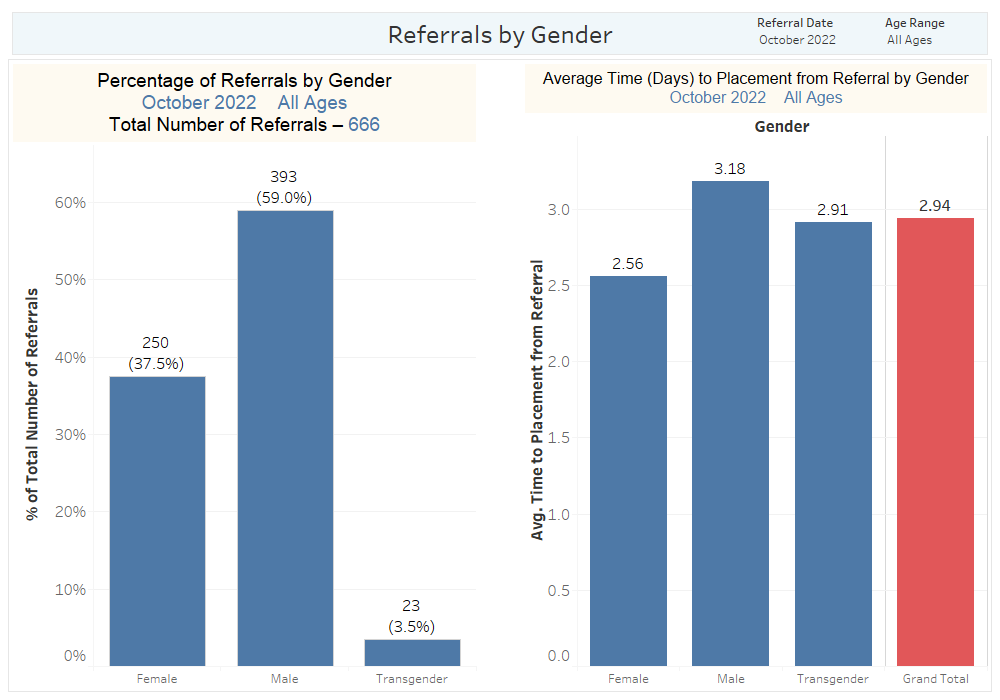 Referrals by Gender
Referral Date
October 2022
Age Range
All Ages
Percentage of Referrals by Gender
October 2022 All Ages
Total Number of Referrals – 666
% of Total Number of Referrals
60%
50%
40%
30%
20%
10%
0%
250
(37.5%)
393
(59.0%)
23
(3.5%)
Female
Male
Transgender
Average Time (Days) to Placement from Referral by Gender
October 2022 All Ages
Gender
Avg. Time to Placement from Referral
3.0
2.5
2.0
1.5
1.0
0.5
0.0
2.56
3.18
2.91
2.94
Female
Male
Transgender
Grand Total